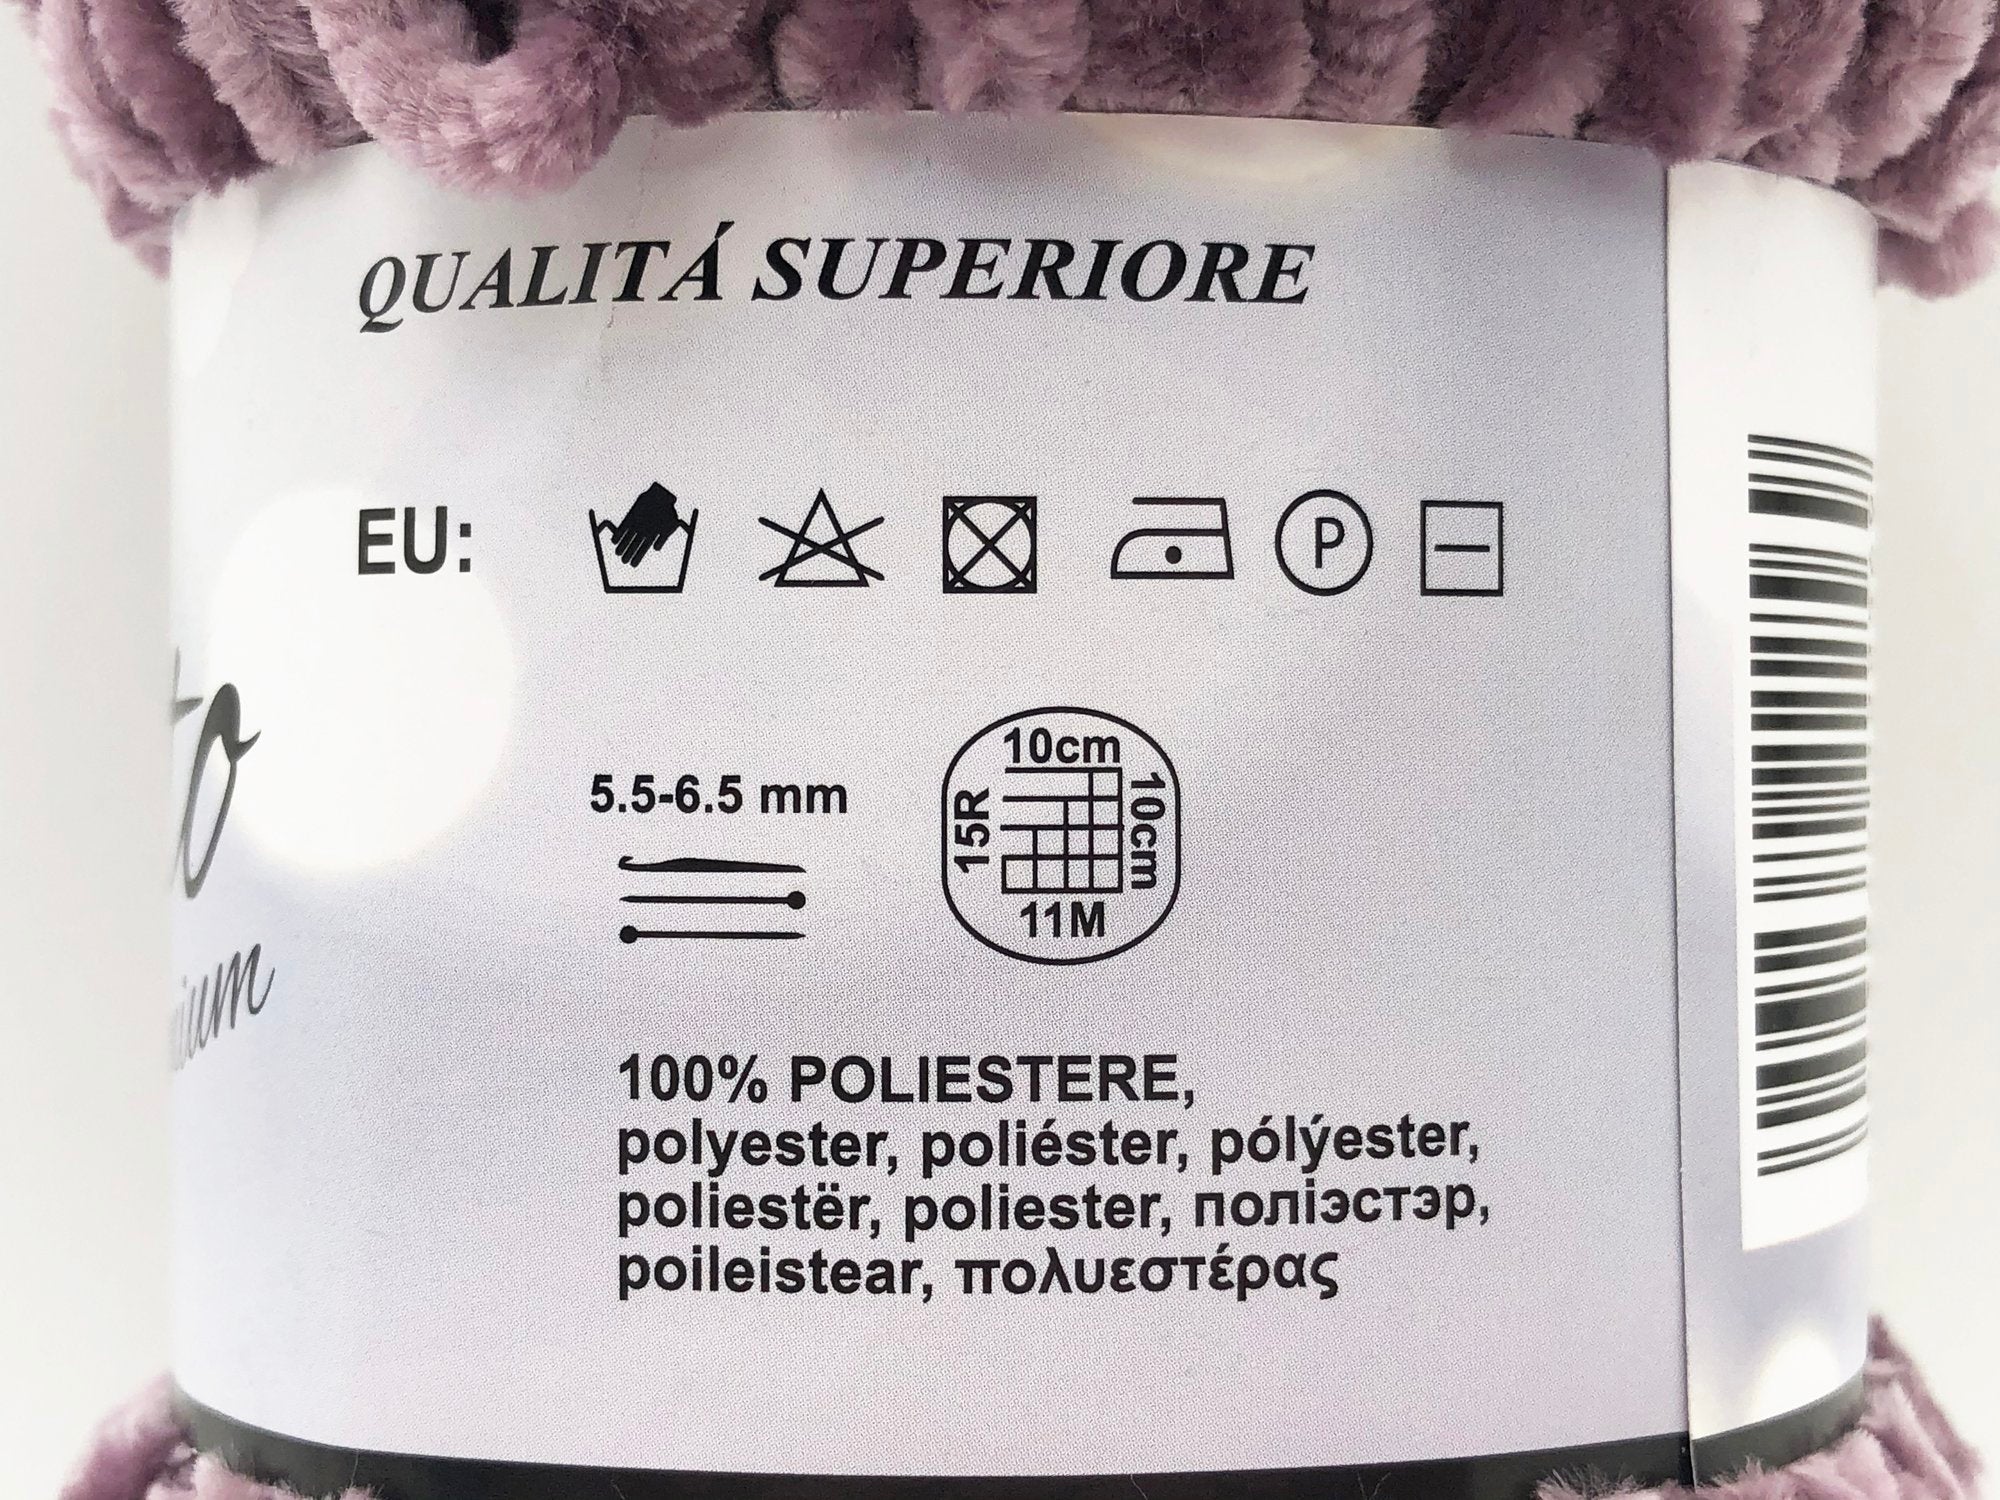 QUALITÁ SUPERIORE
EU:
P
5.5-6.5 mm
10cm
15R
10cm
11M
100% POLIESTERE,
polyester, poliéster, pólýester,
poliestër, poliester, поліэстэр,
poileistear, πολυεστέρας